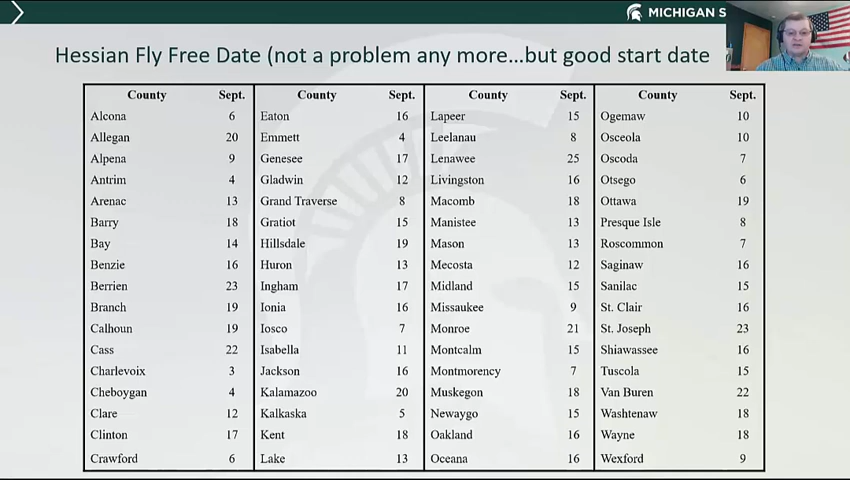 MICHIGAN S
Hessian Fly Free Date (not a problem any more...but good start date
County Sept. County Sept. County Sept. County Sept.
Alcona 6 Eaton 16 Lapeer 15 Ogemaw 10
Allegan 20 Emmett 4 Leelanau 8 Osceola 10
Alpena 9 Genesee 17 Lenawee 25 Oscoda 7
Antrim 4 Gladwin 12 Livingston 16 Otsego 6
Arenac 13 Grand Traverse 8 Macomb 18 Ottawa 19
Barry 18 Gratiot 15 Manistee 13 Presque Isle 8
Bay 14 Hillsdale 19 Mason 13 Roscommon 7
Benzie 16 Huron 13 Mecosta 12 Saginaw 16
Berrien 23 Ingham 17 Midland 15 Sanilac 15
Branch 19 Ionia 16 Missaukee 9 St. Clair 16
Calhoun 19 Iosco 7 Monroe 21 St. Joseph 23
Cass 22 Isabella 11 Montcalm 15 Shiawassee 16
Charlevoix 3 Jackson 16 Montmorency 7 Tuscola 15
Cheboygan 4 Kalamazoo 20 Muskegon 18 Van Buren 22
Clare 12 Kalkaska 5 Newaygo 15 Washtenaw 18
Clinton 17 Kent 18 Oakland 16 Wayne 18
Crawford 6 Lake 13 Oceana 16 Wexford 9